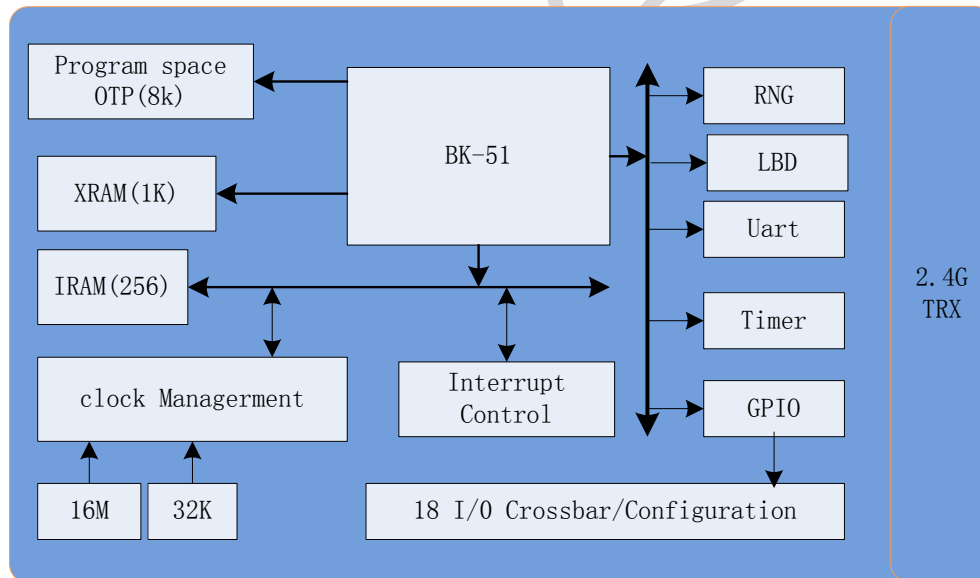 Program space
OTP(8k)
BK-51
RNG
LBD
XRAM(1K)
Uart
IRAM(256)
2.4G
TRX
Timer
clock Managerment
Interrupt
Control
GPIO
16M
32K
18 I/0 Crossbar/Configuration